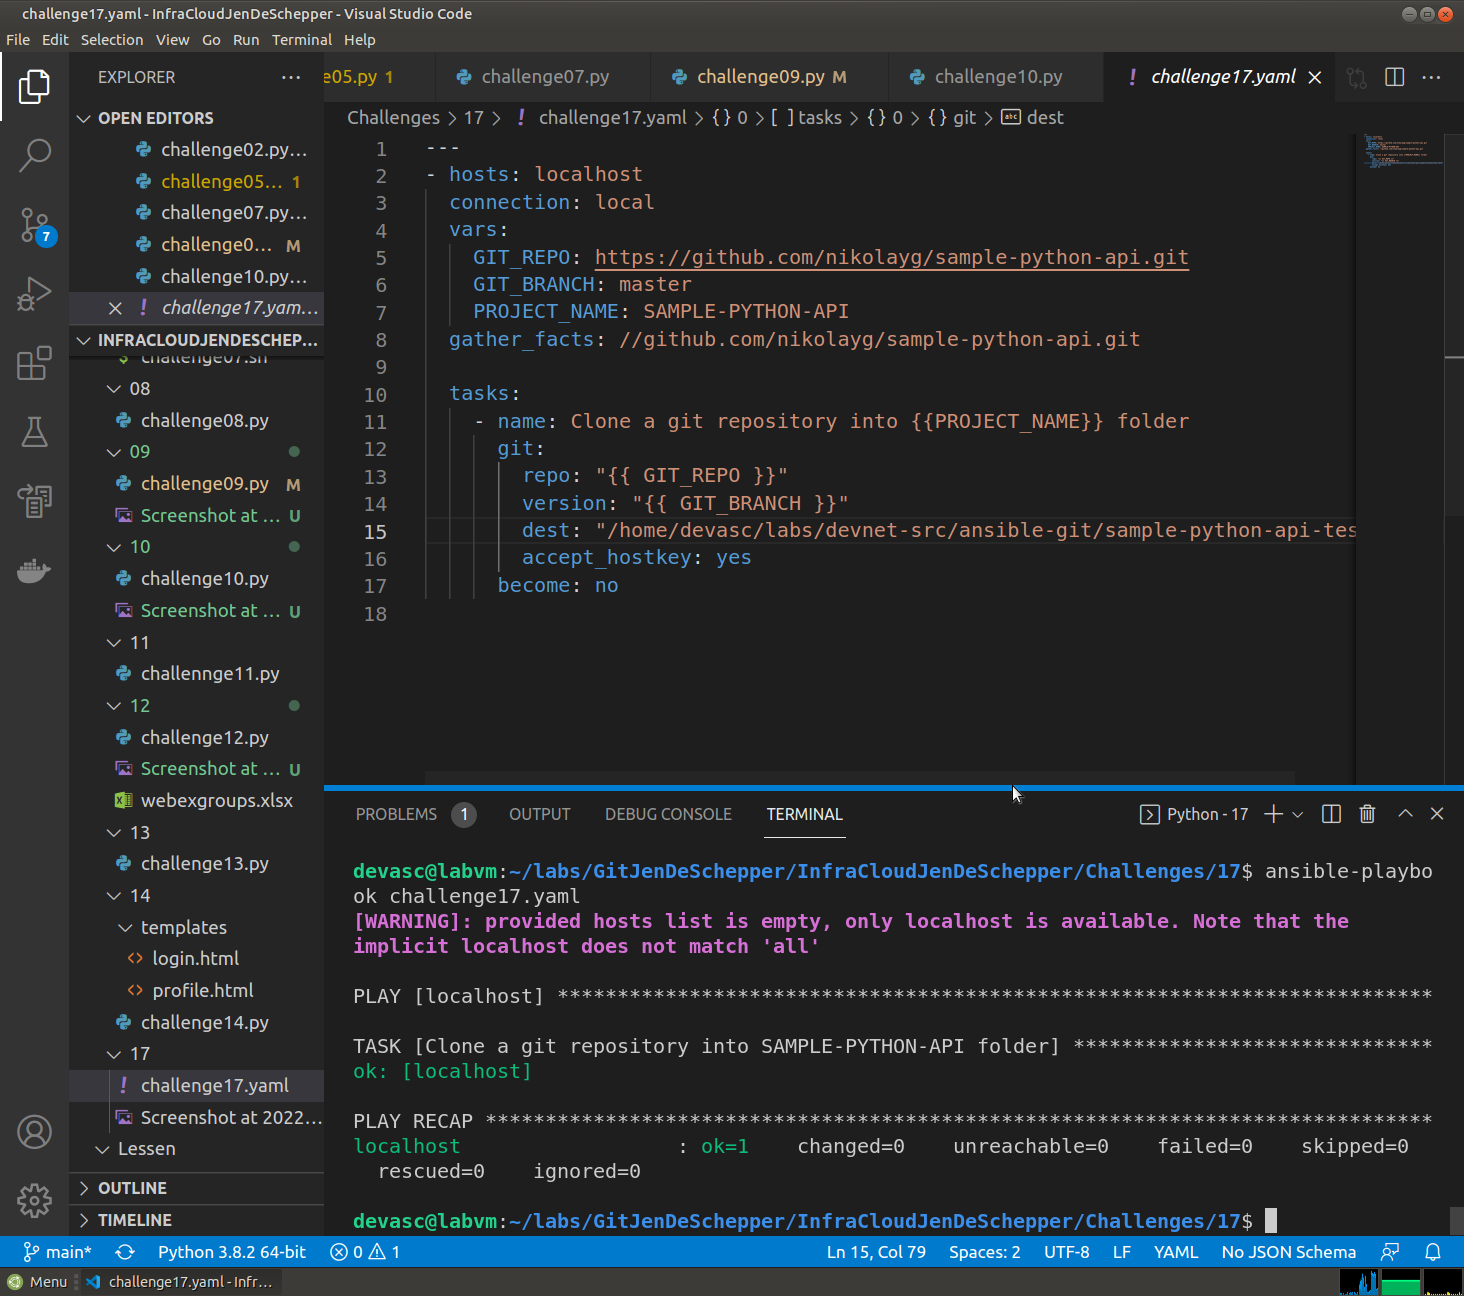 challenge17.yaml - InfraCloudJenDeSchepper - Visual Studio Code
File Edit Selection View Go Run Terminal Help
EXPLORER
OPEN EDITORS
challenge02.py...
challenge05... 1
challenge07.py...
challenge0... M
challenge10.py...
challenge17.yam...
7
INFRACLOUDJENDESCHEP...
challenge07.sh
08
challenge08.py
09
challenge09.py M
Screenshot at ... U
10
challenge10.py
Screenshot at ... U
11
challennge11.py
12
challenge12.py
Screenshot at ... U
webexgroups.xlsx
13
challenge13.py
14
templates
login.html
profile.html
challenge14.py
17
challenge17.yaml
Screenshot at 2022...
Lessen
OUTLINE
TIMELINE
e05.py 1 challenge07.py challenge09.py M challenge10.py ! challenge17.yaml
Challenges > 17 > ! challenge17.yaml > {} 0 > [ ] tasks > {} 0 > {} git > abc dest
1 ---
2 - hosts: localhost
3 connection: local
4 vars:
5 GIT_REPO: https://github.com/nikolayg/sample-python-api.git
6 GIT_BRANCH: master
7 PROJECT_NAME: SAMPLE-PYTHON-API
8 gather_facts: //github.com/nikolayg/sample-python-api.git
9
10 tasks:
11 - name: Clone a git repository into {{PROJECT_NAME}} folder
12 git:
13 repo: "{{ GIT_REPO }}"
14 version: "{{ GIT_BRANCH }}"
15 dest: "/home/devasc/labs/devnet-src/ansible-git/sample-python-api-tes
16 accept_hostkey: yes
17 become: no
18
PROBLEMS 1 OUTPUT DEBUG CONSOLE TERMINAL Python - 17
devasc@labvm:~/labs/GitJenDeSchepper/InfraCloudJenDeSchepper/Challenges/17$ ansible-playbo
ok challenge17.yaml
[WARNING]: provided hosts list is empty, only localhost is available. Note that the
implicit localhost does not match 'all'
PLAY [localhost] *************************************************************************
TASK [Clone a git repository into SAMPLE-PYTHON-API folder] ******************************
ok: [localhost]
PLAY RECAP *******************************************************************************
localhost : ok=1 changed=0 unreachable=0 failed=0 skipped=0
rescued=0 ignored=0
devasc@labvm:~/labs/GitJenDeSchepper/InfraCloudJenDeSchepper/Challenges/17$
main* Python 3.8.2 64-bit 0 1 Ln 15, Col 79 Spaces: 2 UTF-8 LF YAML No JSON Schema
Menu challenge17.yaml - Infr...